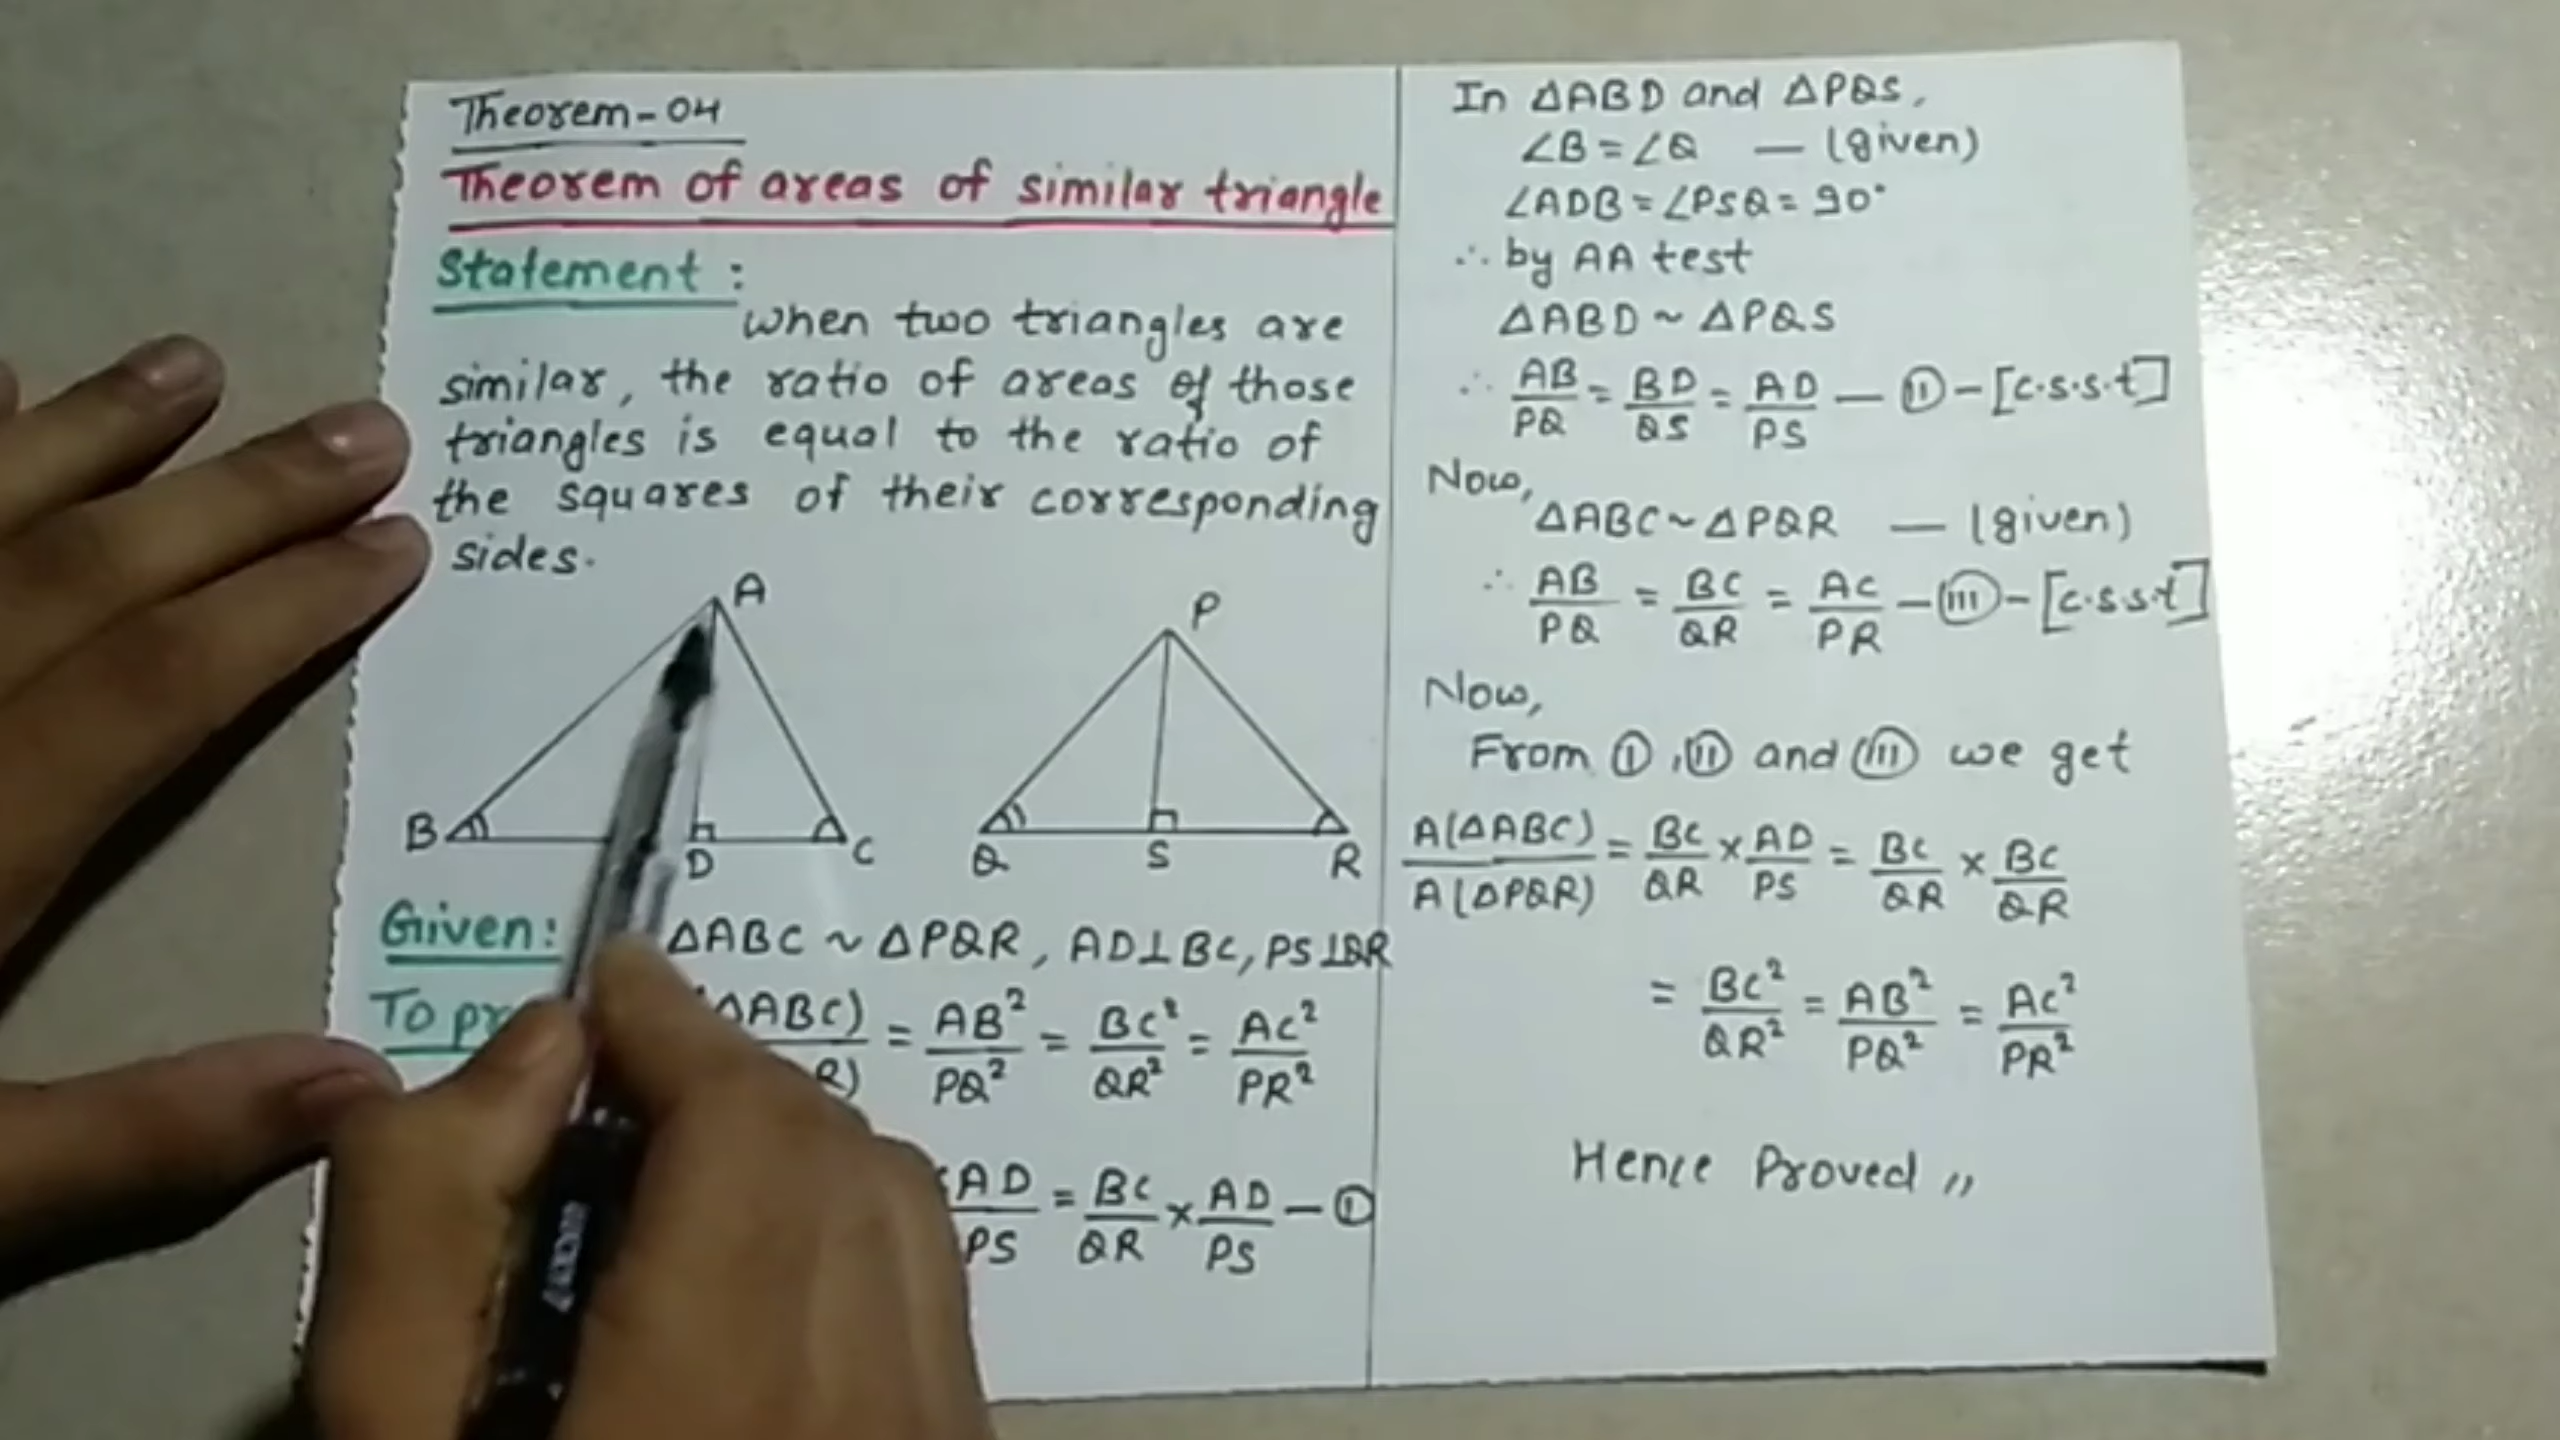 Theorem-04
Theorem of areas of similar triangle
Statement :
When two triangles are
similar, the ratio of areas of those
triangles is equal to the ratio of
the squares of their corresponding
sides.
A
P
B
D
C
Q
S
R
Given: ΔABC ~ ΔPQR, AD⊥BC, PS⊥QR
To
ΔABC)
= AB²/PQ² = BC²/QR² = AC²/PR²
R)
AD/PS = BC/QR × AD/PS — Ⓘ
In ΔABD and ΔPQS,
∠B = ∠Q — (given)
∠ADB = ∠PSQ = 90°
∴ by AA test
ΔABD ~ ΔPQS
∴ AB/PQ = BD/QS = AD/PS — (II) - [c.s.s.t]
Now,
ΔABC ~ ΔPQR — (given)
∴ AB/PQ = BC/QR = AC/PR — (III) - [c.s.s.t]
Now,
From (I), (II) and (III) we get
A(ΔABC)/A(ΔPQR) = BC/QR × AD/PS = BC/QR × BC/QR
= BC²/QR² = AB²/PQ² = AC²/PR²
Hence Proved,,